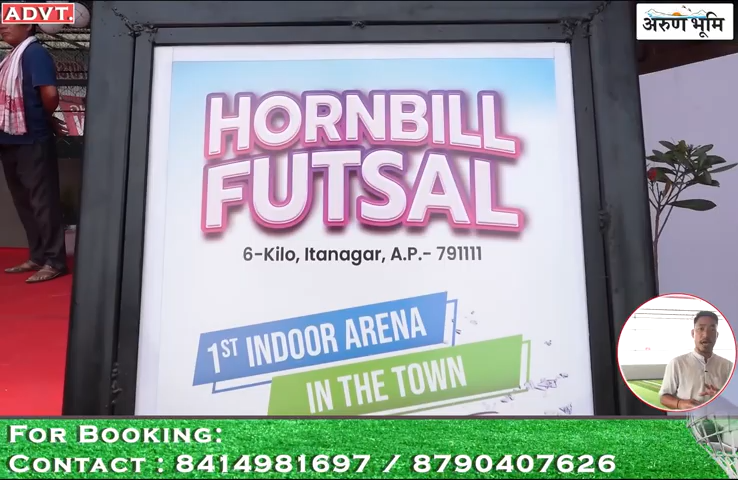 ADVT.
अरुण भूमि
HORNBILL
FUTSAL
6-Kilo, Itanagar, A.P.- 791111
1ST INDOOR ARENA
IN THE TOWN
FOR BOOKING:
CONTACT : 8414981697 / 8790407626